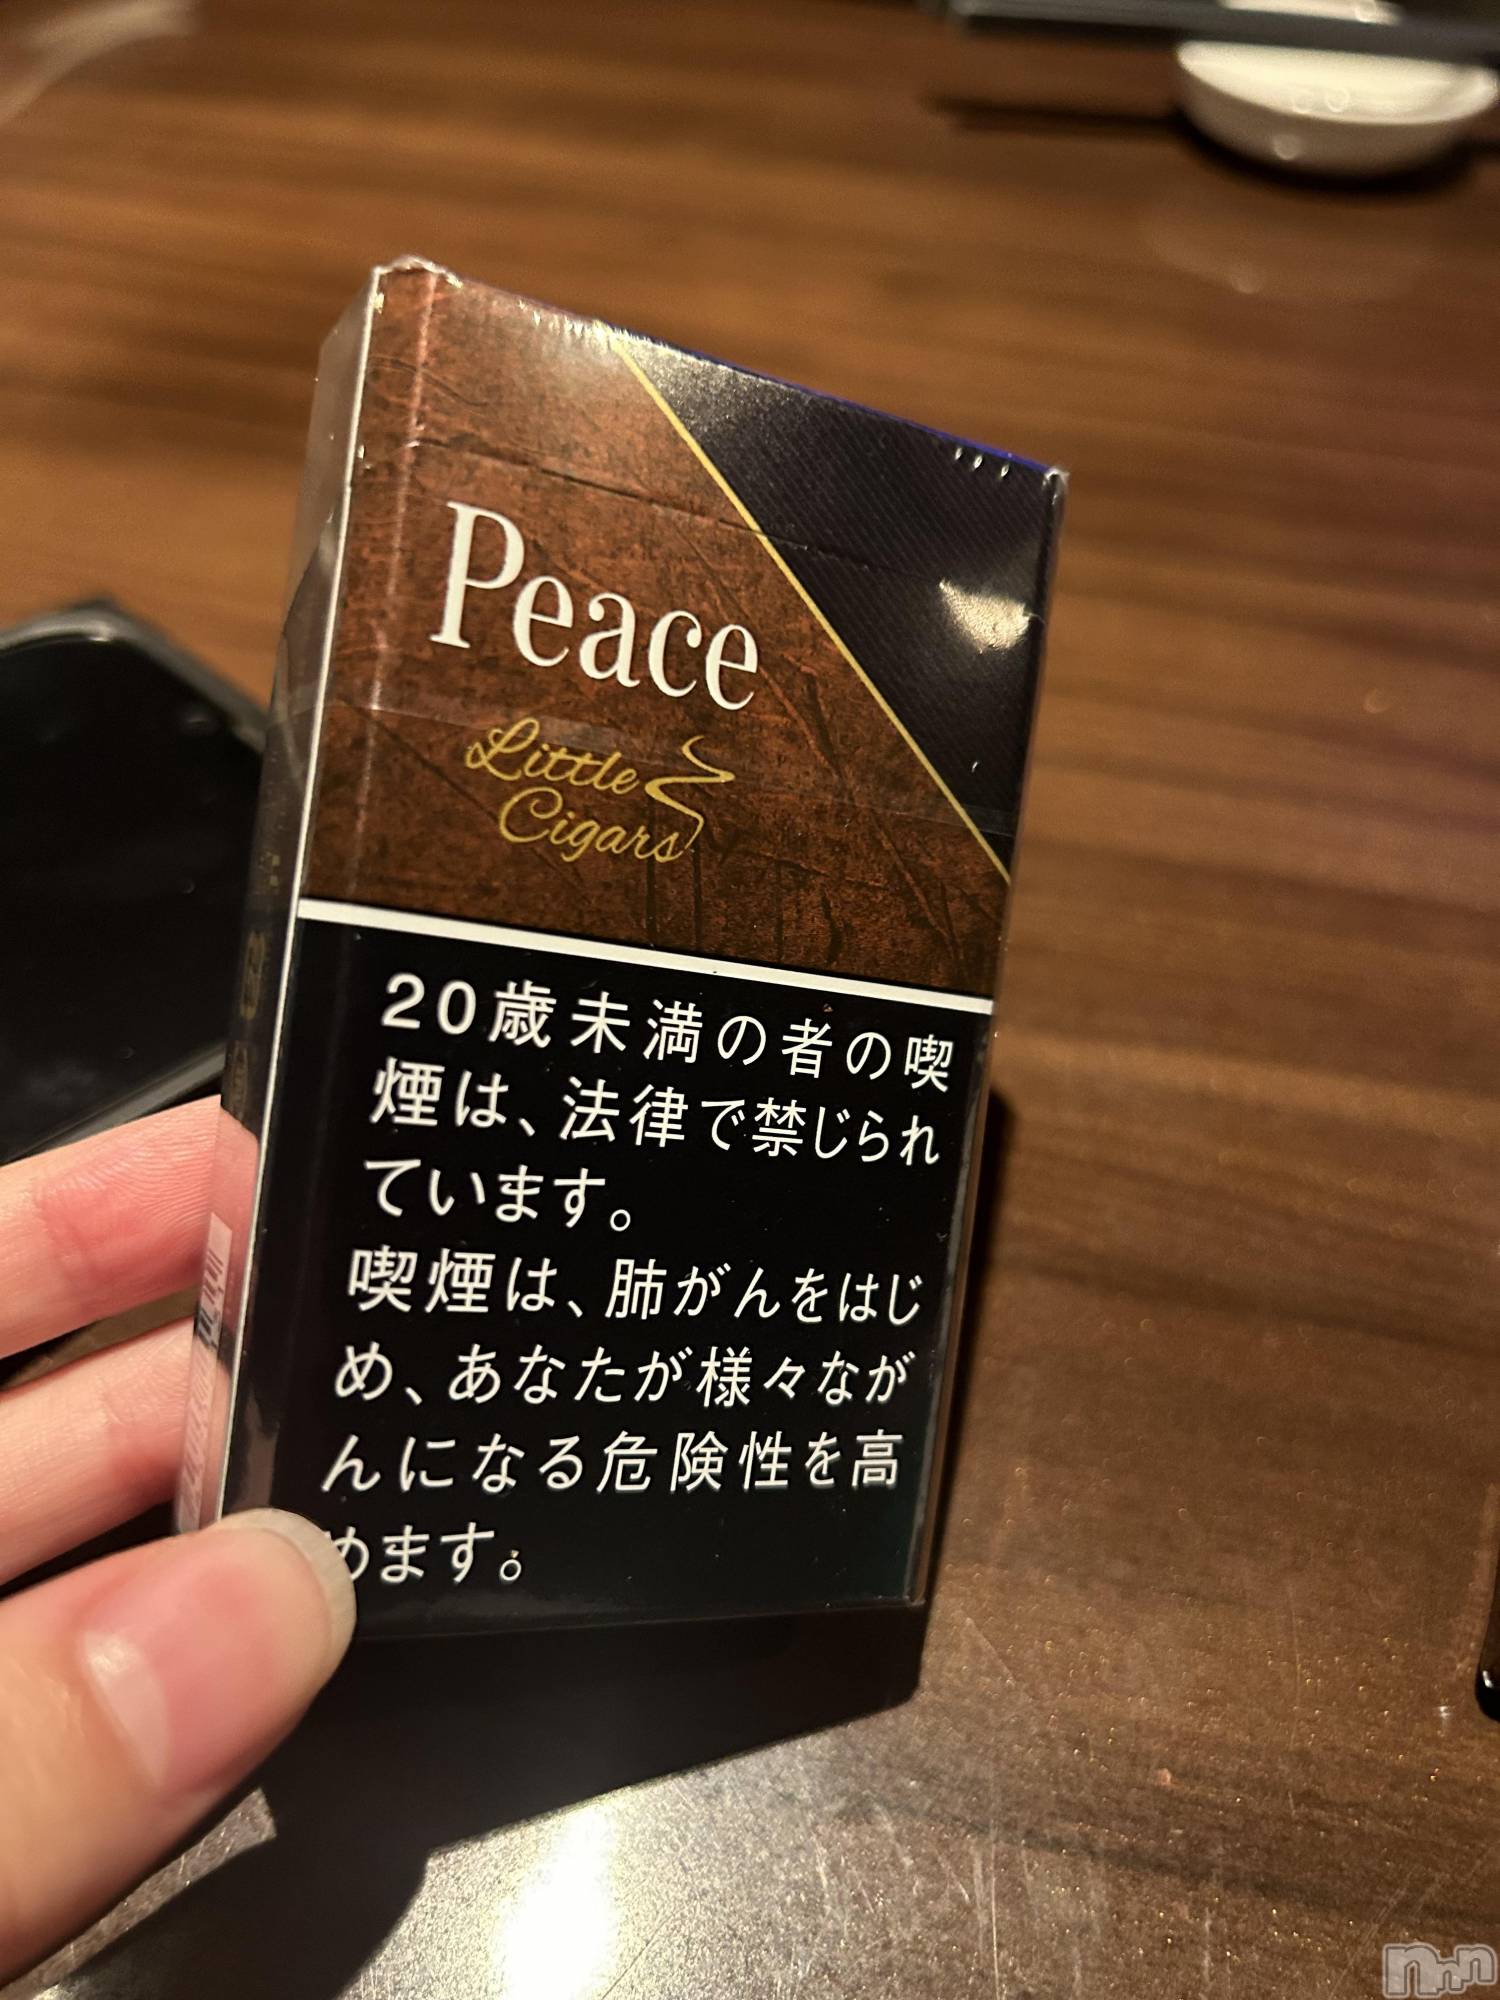 Peace
Little
Cigars
20歳未満の者の喫
煙は、法律で禁じられ
ています。
喫煙は、肺がんをはじ
め、あなたが様々なが
んになる危険性を高
めます。